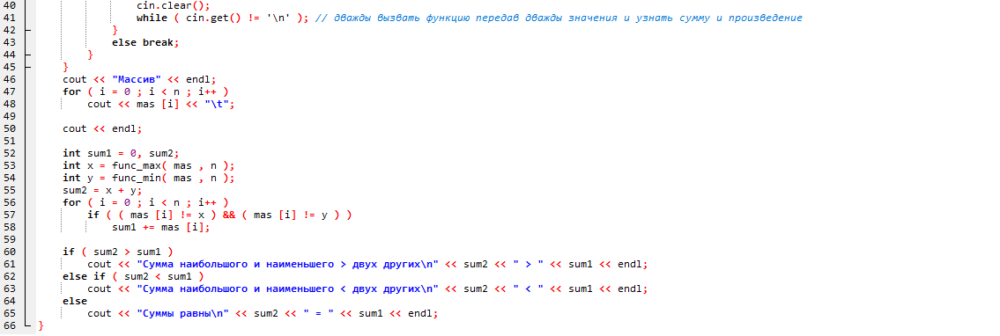 40 cin.clear();
41 while ( cin.get() != '\n' ); // дважды вызвать функцию передав дважды значения и узнать сумму и произведение
42 }
43 else break;
44 }
45 }
46 cout << "Массив" << endl;
47 for ( i = 0 ; i < n ; i++ )
48 cout << mas [i] << "\t";
49
50 cout << endl;
51
52 int sum1 = 0, sum2;
53 int x = func_max( mas , n );
54 int y = func_min( mas , n );
55 sum2 = x + y;
56 for ( i = 0 ; i < n ; i++ )
57 if ( ( mas [i] != x ) && ( mas [i] != y ) )
58 sum1 += mas [i];
59
60 if ( sum2 > sum1 )
61 cout << "Сумма наибольшого и наименьшего > двух других\n" << sum2 << " > " << sum1 << endl;
62 else if ( sum2 < sum1 )
63 cout << "Сумма наибольшого и наименьшего < двух других\n" << sum2 << " < " << sum1 << endl;
64 else
65 cout << "Суммы равны\n" << sum2 << " = " << sum1 << endl;
66 }